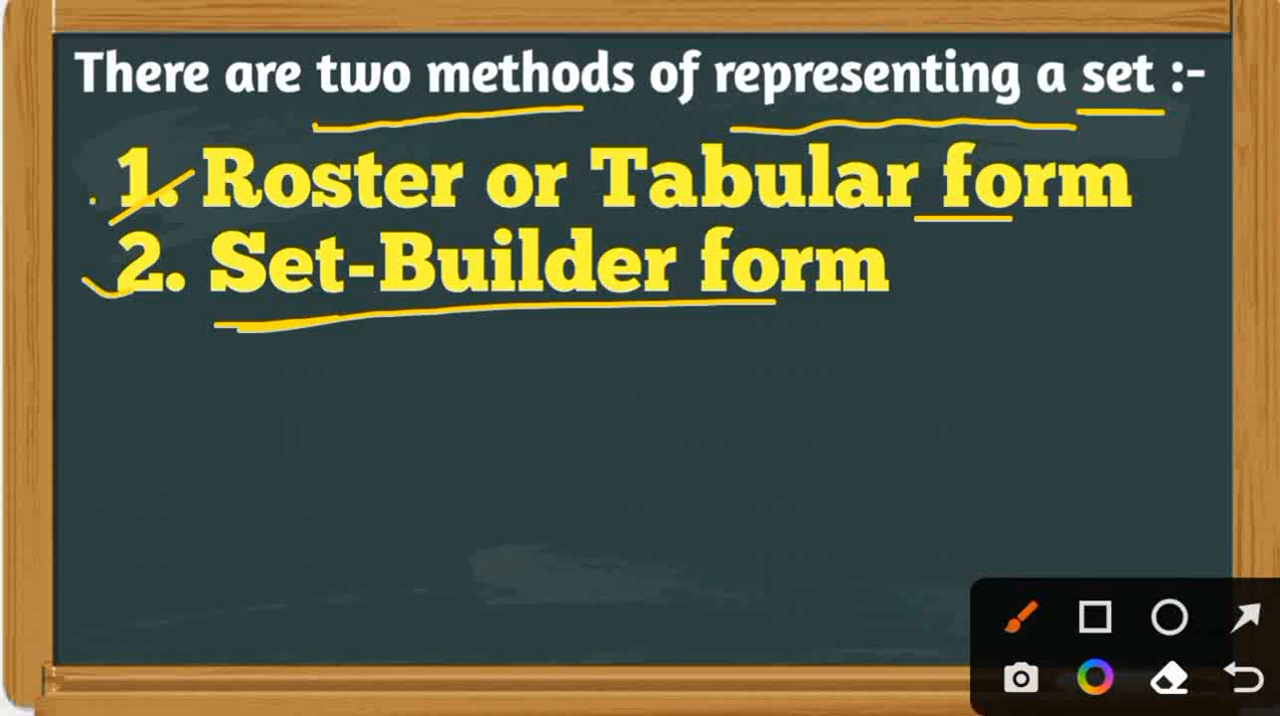 There are two methods of representing a set :-
1. Roster or Tabular form
2. Set-Builder form